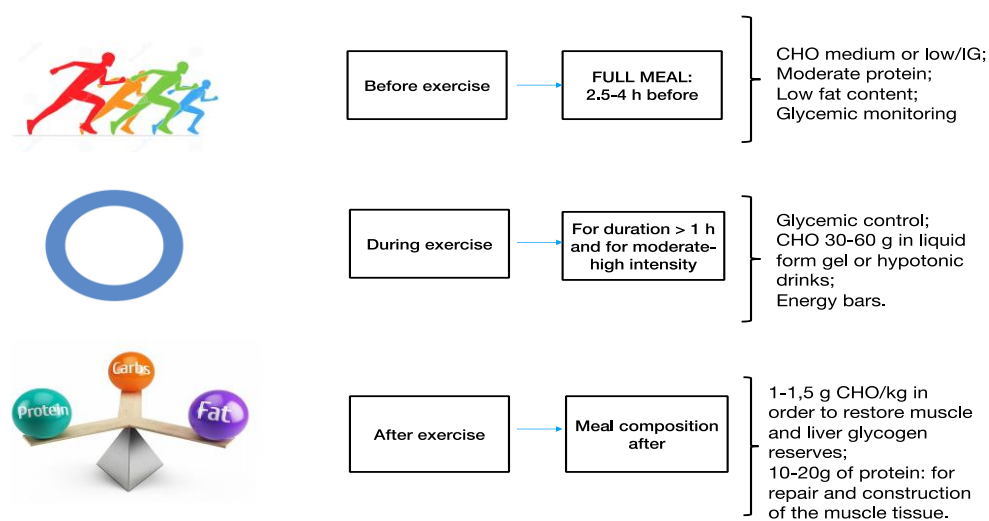 Before exercise
FULL MEAL:
2.5-4 h before
CHO medium or low/IG;
Moderate protein;
Low fat content;
Glycemic monitoring
During exercise
For duration > 1 h
and for moderate-
high intensity
Glycemic control;
CHO 30-60 g in liquid
form gel or hypotonic
drinks;
Energy bars.
Carbs
Protein
Fat
After exercise
Meal composition
after
1-1,5 g CHO/kg in
order to restore muscle
and liver glycogen
reserves;
10-20g of protein: for
repair and construction
of the muscle tissue.